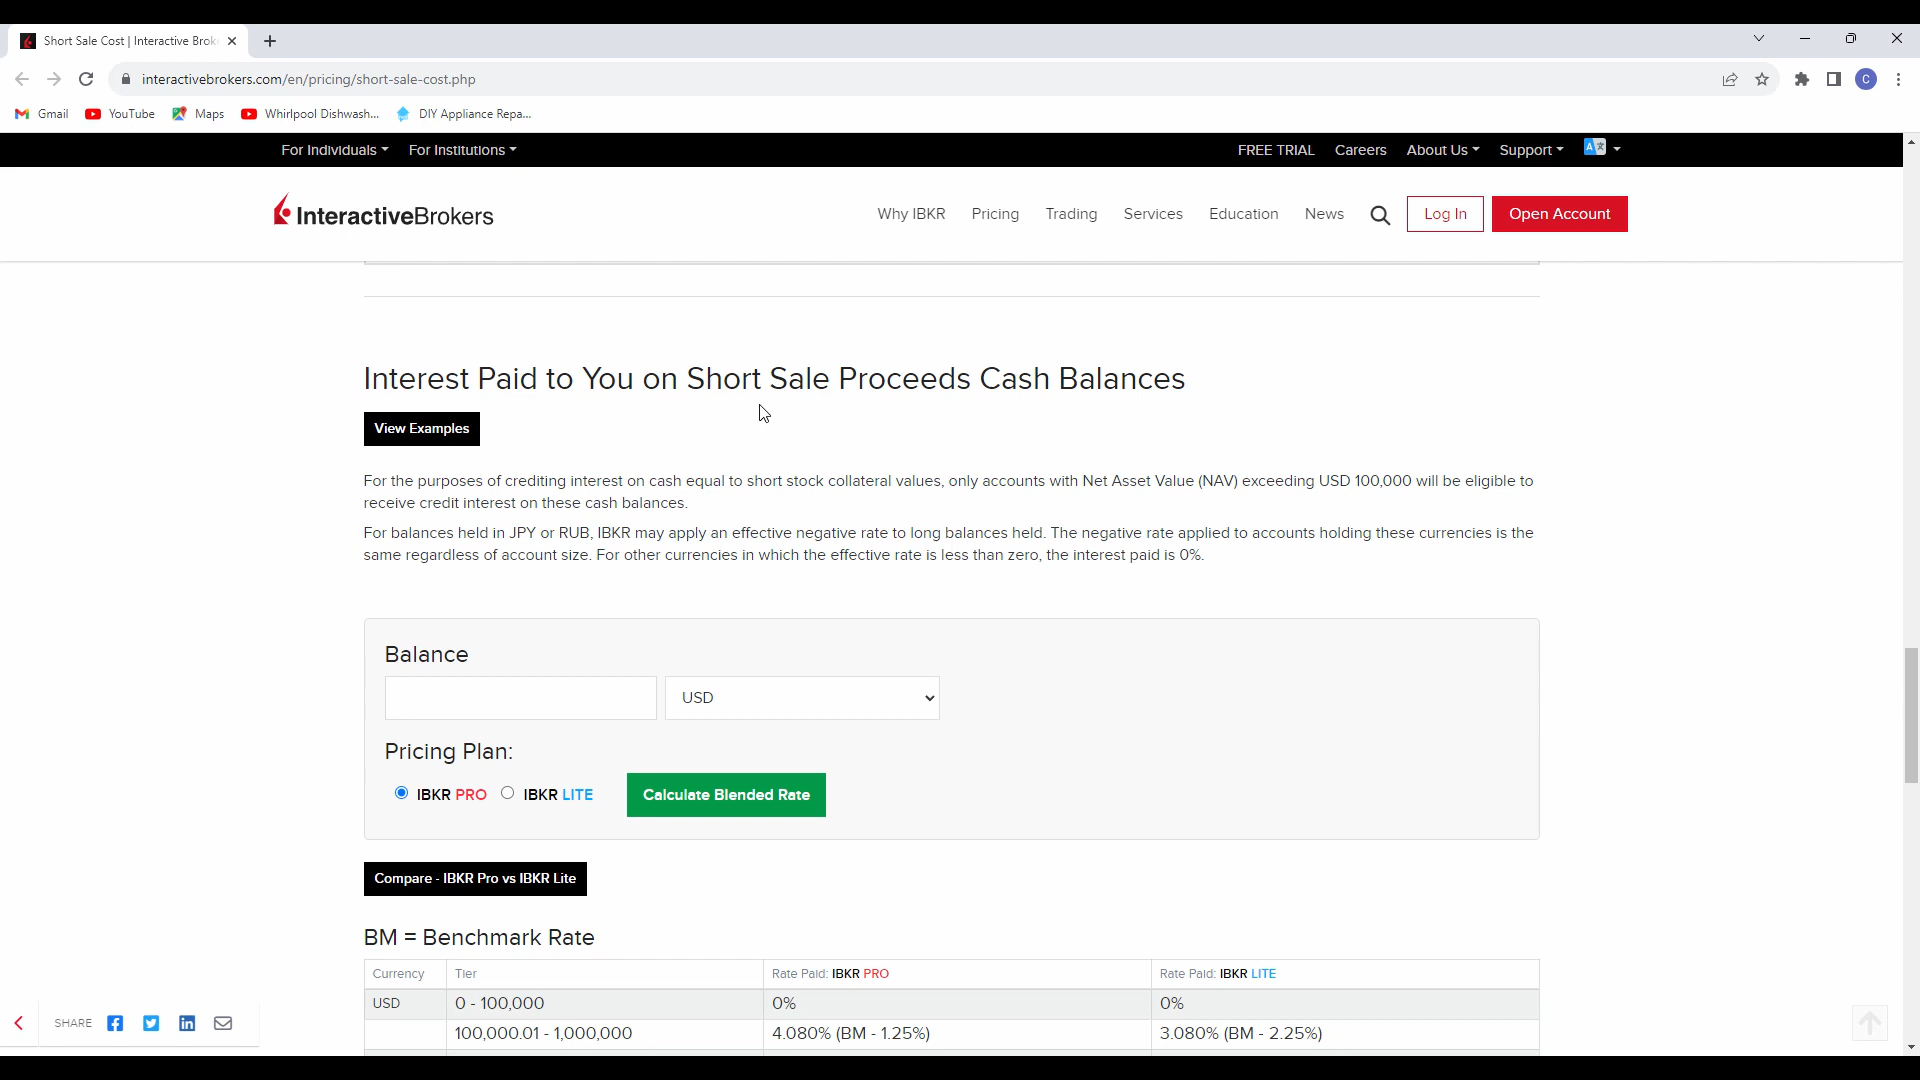 Short Sale Cost | Interactive Brok
interactivebrokers.com/en/pricing/short-sale-cost.php
C
Gmail YouTube Maps Whirlpool Dishwash... DIY Appliance Repa...
For Individuals For Institutions FREE TRIAL Careers About Us Support
InteractiveBrokers Why IBKR Pricing Trading Services Education News Log In Open Account
Interest Paid to You on Short Sale Proceeds Cash Balances
View Examples
For the purposes of crediting interest on cash equal to short stock collateral values, only accounts with Net Asset Value (NAV) exceeding USD 100,000 will be eligible to
receive credit interest on these cash balances.
For balances held in JPY or RUB, IBKR may apply an effective negative rate to long balances held. The negative rate applied to accounts holding these currencies is the
same regardless of account size. For other currencies in which the effective rate is less than zero, the interest paid is 0%.
Balance
USD
Pricing Plan:
IBKR PRO IBKR LITE Calculate Blended Rate
Compare - IBKR Pro vs IBKR Lite
BM = Benchmark Rate
Currency Tier Rate Paid: IBKR PRO Rate Paid: IBKR LITE
USD 0 - 100,000 0% 0%
100,000.01 - 1,000,000 4.080% (BM - 1.25%) 3.080% (BM - 2.25%)
SHARE